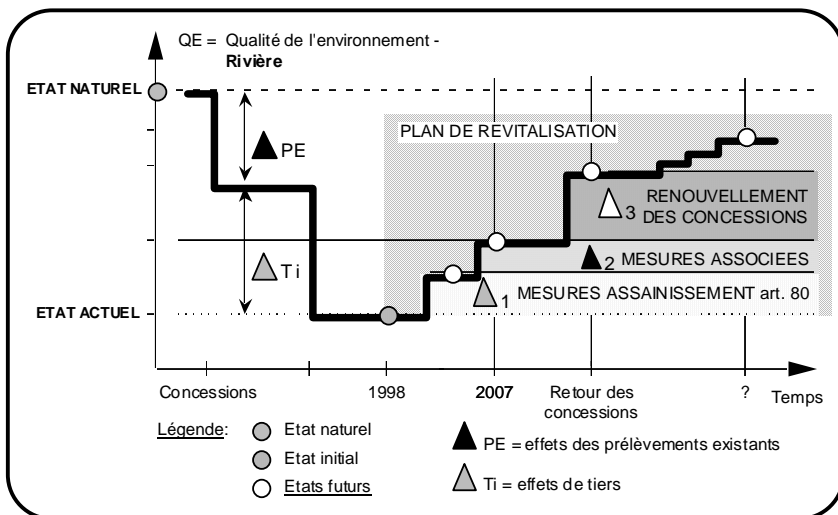 QE = Qualité de l'environnement -
Rivière
ETAT NATUREL
PLAN DE REVITALISATION
PE
3 RENOUVELLEMENT
DES CONCESSIONS
Ti
2 MESURES ASSOCIEES
1 MESURES ASSAINISSEMENT art. 80
ETAT ACTUEL
Concessions
1998
2007
Retour des
concessions
?
Temps
Légende:
Etat naturel
Etat initial
Etats futurs
PE = effets des prélèvements existants
Ti = effets de tiers